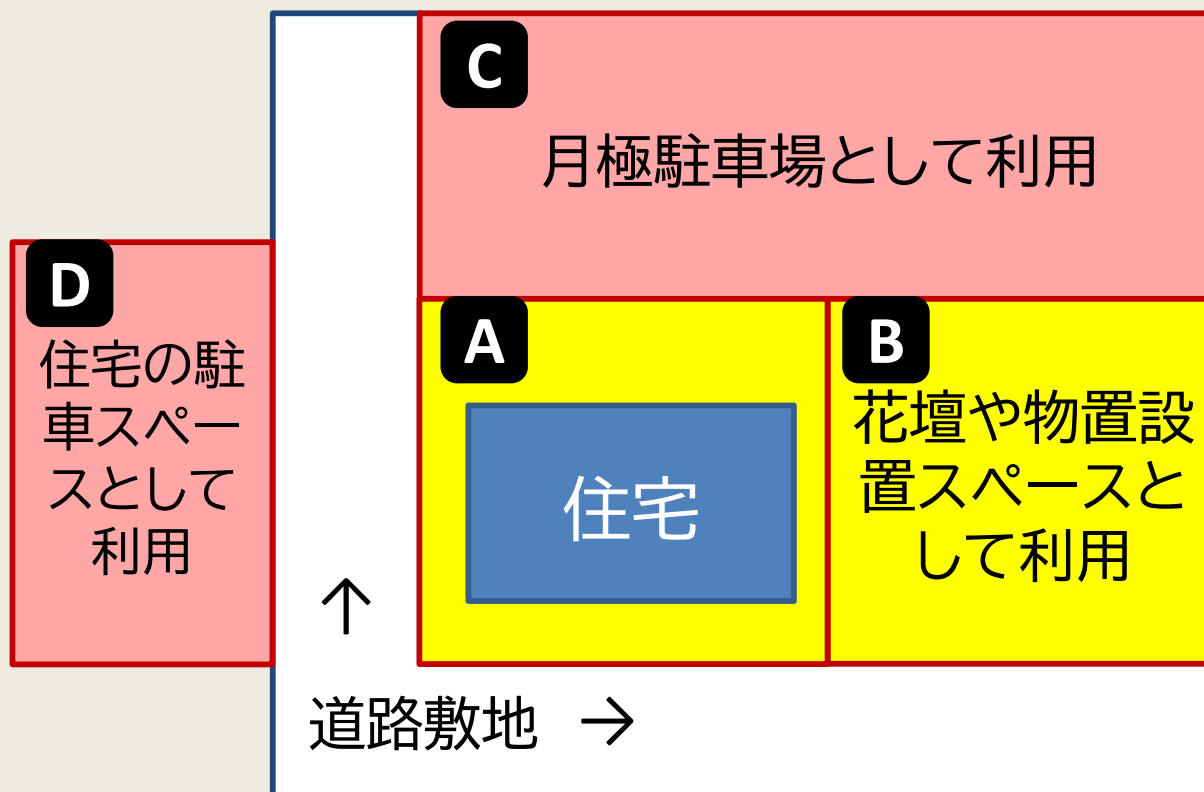 C
月極駐車場として利用
D
住宅の駐
車スペー
スとして
利用
A
住宅
B
花壇や物置設
置スペースと
して利用
↑
道路敷地 →